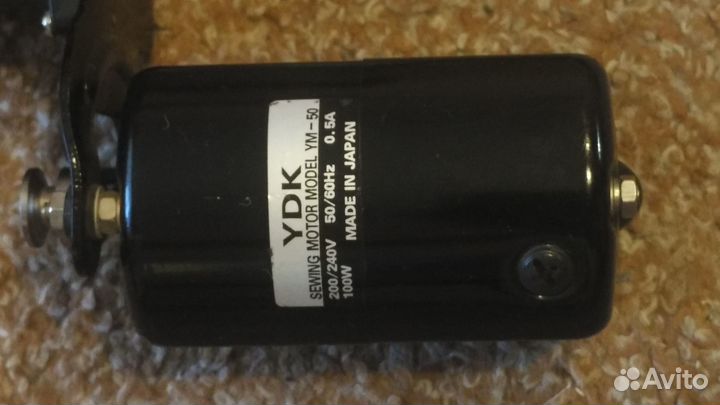 YDK
SEWING MOTOR MODEL YM-50
200/240V 50/60Hz 0.5A
100W MADE IN JAPAN
Avito